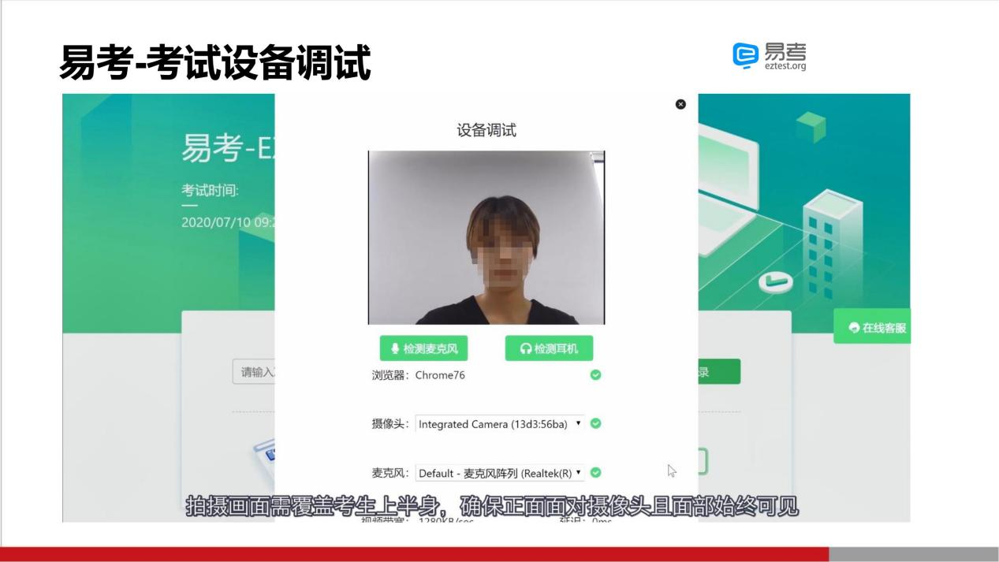 易考-考试设备调试
易考
eztest.org
设备调试
易考-E
考试时间:
2020/07/10 09:2
检测麦克风
检测耳机
在线客服
浏览器：Chrome76
请输入
录
摄像头：Integrated Camera (13d3:56ba)
麦克风：Default - 麦克风阵列 (Realtek(R)
拍摄画面需覆盖考生上半身，确保正面面对摄像头且面部始终可见
视频带宽：1280KB/sec 延迟：0ms